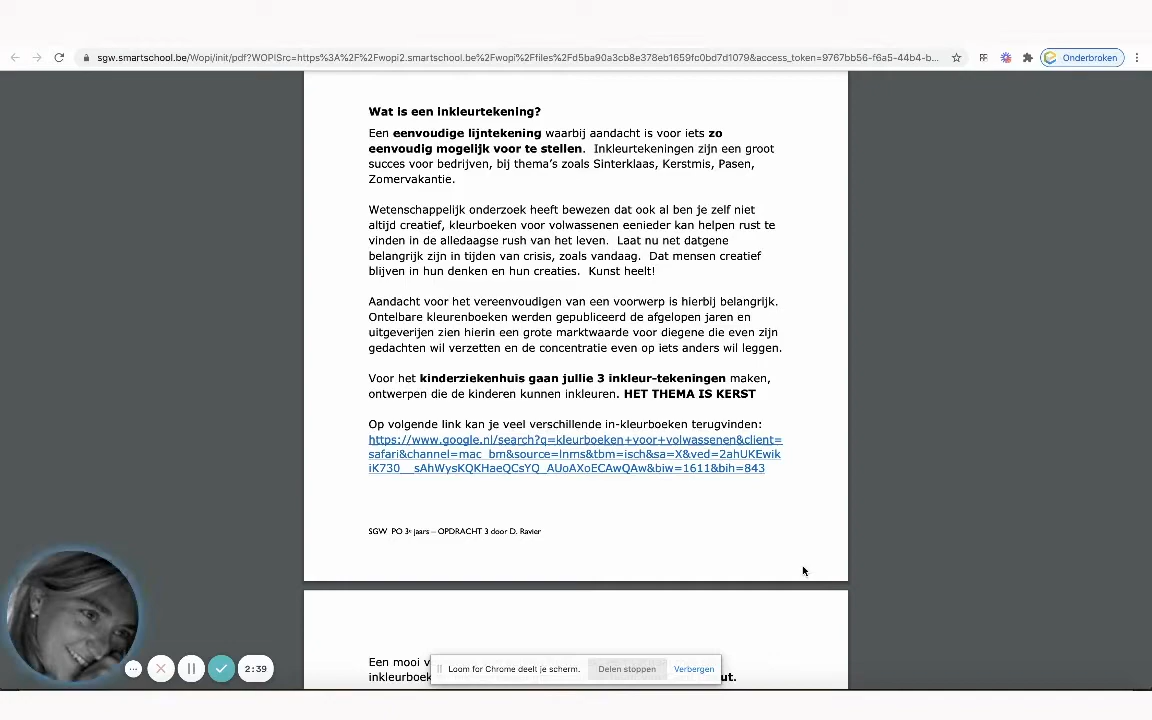 sgw.smartschool.be/Wopi/init/pdf?WOPISrc=https%3A%2F%2Fwopi2.smartschool.be%2Fwopi%2Ffiles%2Fd5ba90a3cb8e378eb1659fc0bd7d1079&access_token=9767bb56-f6a5-44b4-b...
Onderbroken
Wat is een inkleurtekening?
Een eenvoudige lijntekening waarbij aandacht is voor iets zo
eenvoudig mogelijk voor te stellen. Inkleurtekeningen zijn een groot
succes voor bedrijven, bij thema's zoals Sinterklaas, Kerstmis, Pasen,
Zomervakantie.
Wetenschappelijk onderzoek heeft bewezen dat ook al ben je zelf niet
altijd creatief, kleurboeken voor volwassenen eenieder kan helpen rust te
vinden in de alledaagse rush van het leven. Laat nu net datgene
belangrijk zijn in tijden van crisis, zoals vandaag. Dat mensen creatief
blijven in hun denken en hun creaties. Kunst heelt!
Aandacht voor het vereenvoudigen van een voorwerp is hierbij belangrijk.
Ontelbare kleurenboeken werden gepubliceerd de afgelopen jaren en
uitgeverijen zien hierin een grote marktwaarde voor diegene die even zijn
gedachten wil verzetten en de concentratie even op iets anders wil leggen.
Voor het kinderziekenhuis gaan jullie 3 inkleur-tekeningen maken,
ontwerpen die de kinderen kunnen inkleuren. HET THEMA IS KERST
Op volgende link kan je veel verschillende in-kleurboeken terugvinden:
https://www.google.nl/search?q=kleurboeken+voor+volwassenen&client=
safari&channel=mac_bm&source=lnms&tbm=isch&sa=X&ved=2ahUKEwik
iK730__sAhWysKQKHaeQCsYQ_AUoAXoECAwQAw&biw=1611&bih=843
SGW PO 3e jaars – OPDRACHT 3 door D. Ravier
Een mooi
2:39
Loom for Chrome deelt je scherm.
Delen stoppen
Verbergen